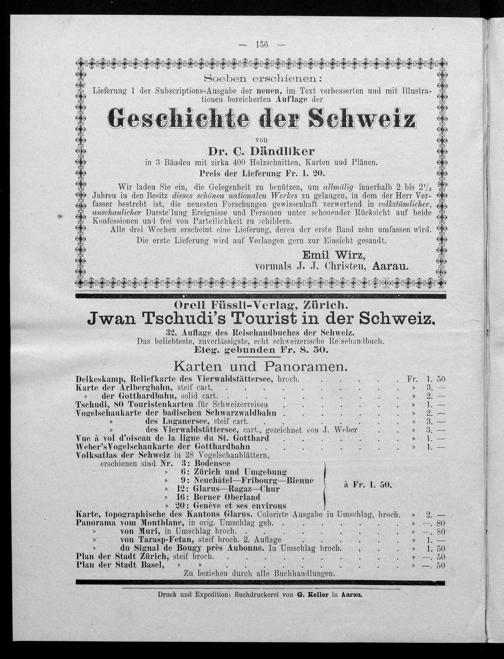 — 156 —
Soeben erschienen:
Lieferung 1 der Subscriptions-Ausgabe der neuen, im Text verbesserten und mit Illustra-
tionen bereicherten Auflage der
Geschichte der Schweiz
von
Dr. C. Dändliker
in 3 Bänden mit zirka 400 Holzschnitten, Karten und Plänen.
Preis der Lieferung Fr. 1. 20.
Wir laden Sie ein, die Gelegenheit zu benützen, um allmälig innerhalb 2 bis 2½
Jahren in den Besitz dieses schönen nationalen Werkes zu gelangen, in dem der Herr Ver-
fasser bestrebt ist, die neuesten Forschungen gewissenhaft verwertend in volkstümlicher,
anschaulicher Darstellung Ereignisse und Personen unter schonender Rücksicht auf beide
Konfessionen und frei von Parteilichkeit zu schildern.
Alle drei Wochen erscheint eine Lieferung, deren der erste Band zehn umfassen wird.
Die erste Lieferung wird auf Verlangen gern zur Einsicht gesandt.
Emil Wirz,
vormals J. J. Christen, Aarau.
Orell Füssli-Verlag, Zürich.
Jwan Tschudi's Tourist in der Schweiz.
32. Auflage des Reisehandbuches der Schweiz.
Das beliebteste, zuverlässigste, echt schweizerische Reisehandbuch.
Eleg. gebunden Fr. 8. 50.
Karten und Panoramen.
Delkeskamp, Reliefkarte des Vierwaldstättersee, broch. . . . . Fr. 1. 50
Karte der Arlbergbahn, steif cart. . . . . . » 3. —
» der Gotthardbahn, solid cart. . . . . . » 2. —
Tschudi, 80 Touristenkarten für Schweizerreisen . . . . . » 1. —
Vogelschaukarte der badischen Schwarzwaldbahn . . . . . » 2. —
» des Luganersee, steif cart. . . . . . » 3. —
» des Vierwaldstättersee, cart., gezeichnet von J. Weber . . » 3. —
Vue à vol d'oiseau de la ligne du St. Gotthard . . . . . » 1. —
Weber's Vogelschaukarte der Gotthardbahn . . . . . » 1. —
Volksatlas der Schweiz in 28 Vogelschaublättern,
erschienen sind Nr. 3: Bodensee
» 6: Zürich und Umgebung
» 9: Neuchâtel—Fribourg—Bienne
» 12: Glarus—Ragaz—Chur
à Fr. 1. 50.
» 16: Berner Oberland
» 20: Genève et ses environs
Karte, topographische des Kantons Glarus. Colorirte Ausgabe in Umschlag, broch. » 2. —
Panorama vom Montblanc, in orig. Umschlag geb. . . . . » —. 80
» von Muri, in Umschlag broch. . . . . . » —. 80
» von Tarasp-Fetan, steif broch. 2. Auflage . . . . » 1. —
» du Signal de Bougy près Aubonne. In Umschlag broch. . . . » 1. 50
Plan der Stadt Zürich, steif broch. . . . . . » —. 50
Plan der Stadt Basel, » » . . . . . » —. 50
Zu beziehen durch alle Buchhandlungen.
Druck und Expedition: Buchdruckerei von G. Keller in Aarau.